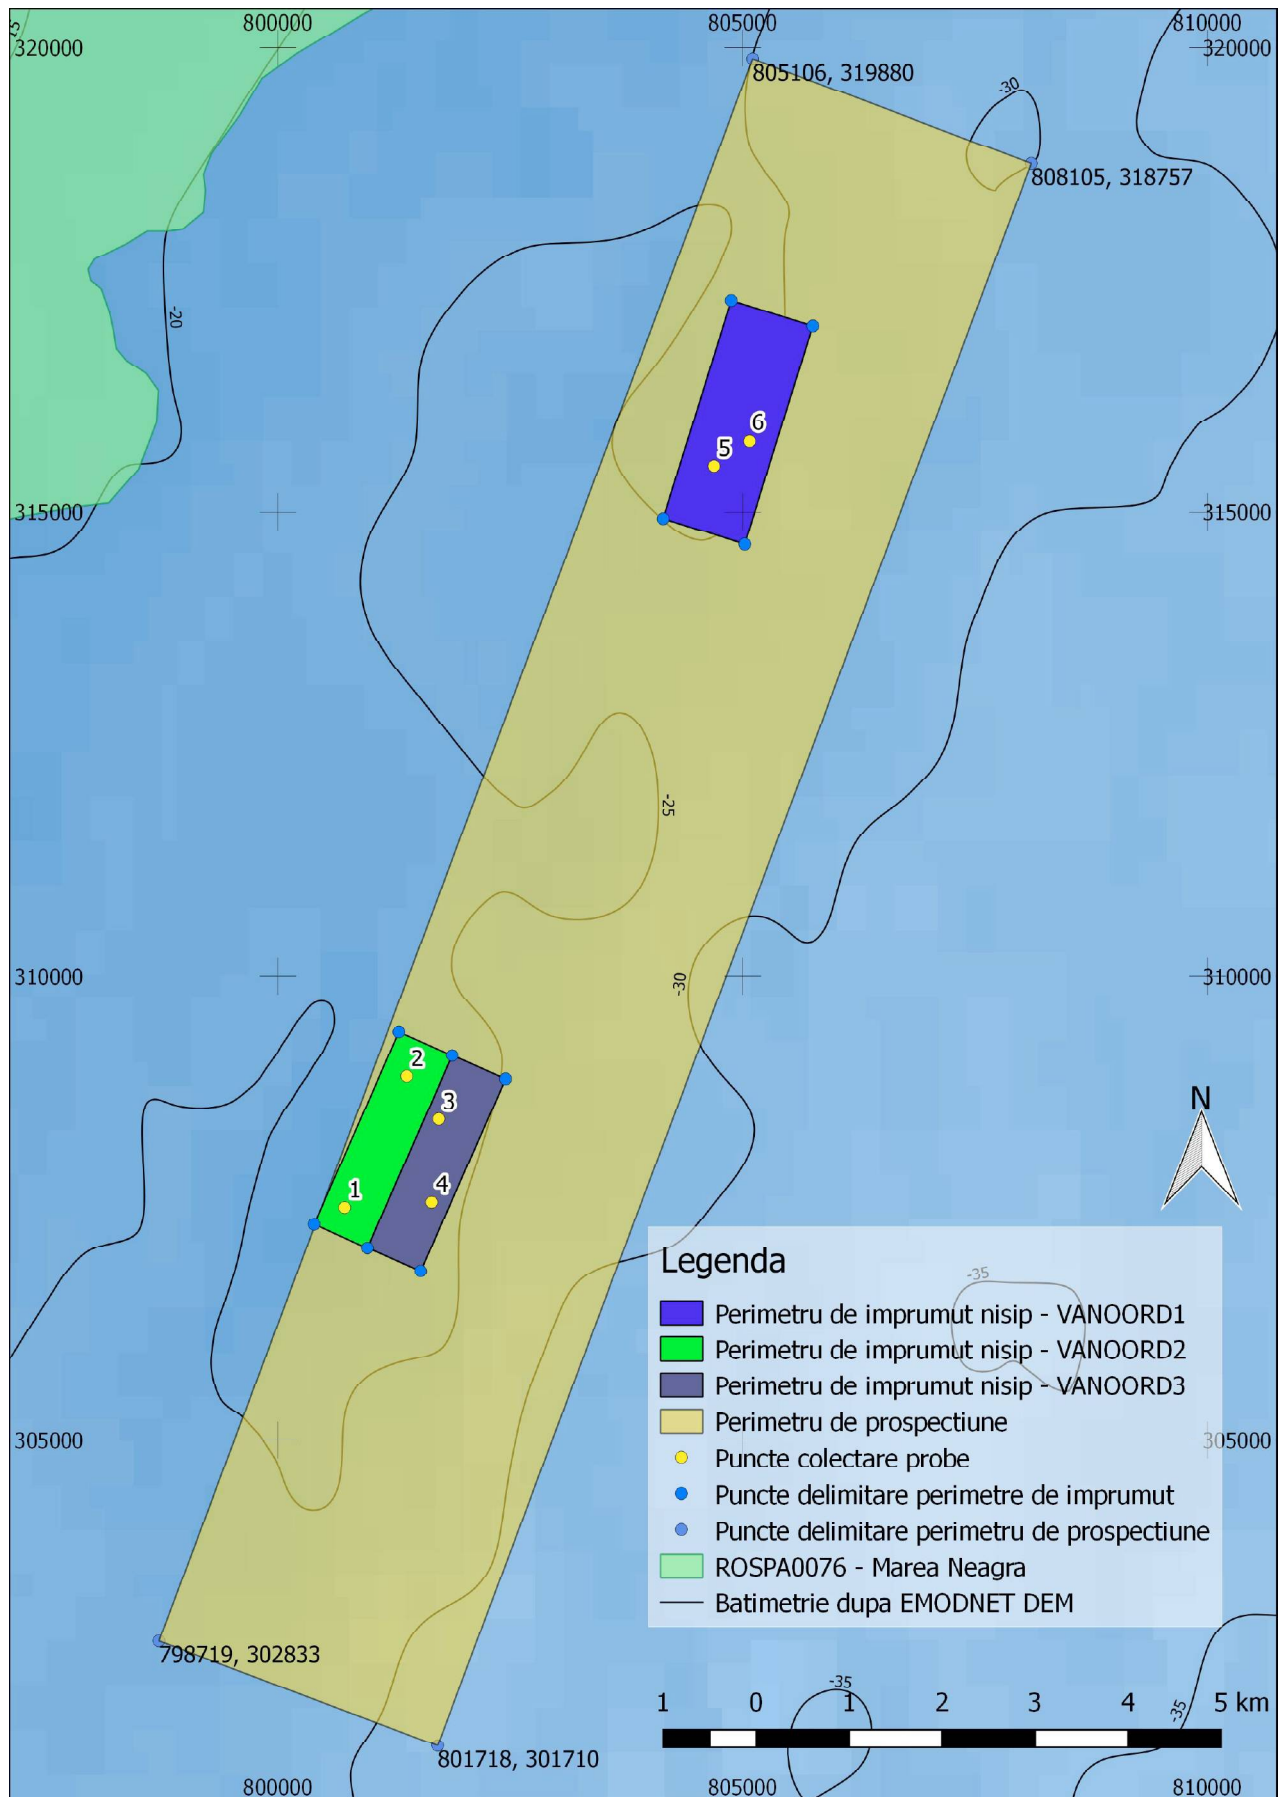 800000
805000
810000
15
320000
320000
805106, 319880
-30
808105, 318757
-20
6
5
315000
315000
-25
310000
310000
-30
2
3
1
4
N
Legenda
Perimetru de imprumut nisip - VANOORD1
Perimetru de imprumut nisip - VANOORD2
Perimetru de imprumut nisip - VANOORD3
Perimetru de prospectiune
Puncte colectare probe
Puncte delimitare perimetre de imprumut
Puncte delimitare perimetru de prospectiune
ROSPA0076 - Marea Neagra
Batimetrie dupa EMODNET DEM
-35
305000
305000
798719, 302833
-35
-35
1 0 1 2 3 4 5 km
801718, 301710
800000
805000
810000